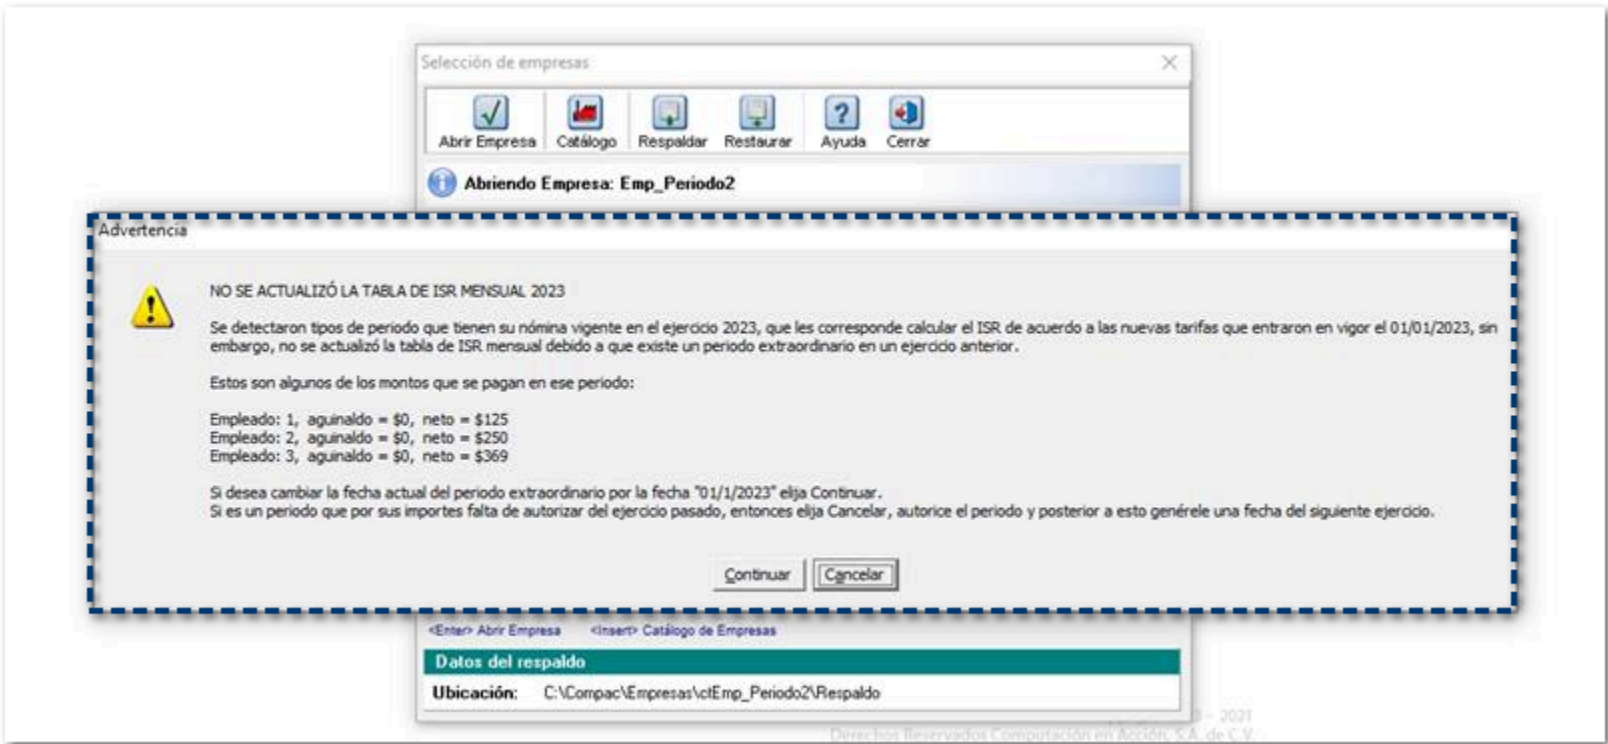 Selección de empresas
Abrir Empresa Catálogo Respaldar Restaurar Ayuda Cerrar
Abriendo Empresa: Emp_Periodo2
Advertencia
NO SE ACTUALIZÓ LA TABLA DE ISR MENSUAL 2023
Se detectaron tipos de periodo que tienen su nómina vigente en el ejercicio 2023, que les corresponde calcular el ISR de acuerdo a las nuevas tarifas que entraron en vigor el 01/01/2023, sin
embargo, no se actualizó la tabla de ISR mensual debido a que existe un periodo extraordinario en un ejercicio anterior.
Estos son algunos de los montos que se pagan en ese periodo:
Empleado: 1, aguinaldo = $0, neto = $125
Empleado: 2, aguinaldo = $0, neto = $250
Empleado: 3, aguinaldo = $0, neto = $369
Si desea cambiar la fecha actual del periodo extraordinario por la fecha "01/1/2023" elija Continuar.
Si es un periodo que por sus importes falta de autorizar del ejercicio pasado, entonces elija Cancelar, autorice el periodo y posterior a esto genérele una fecha del siguiente ejercicio.
Continuar Cancelar
<Enter> Abrir Empresa <Insert> Catálogo de Empresas
Datos del respaldo
Ubicación: C:\Compac\Empresas\ctEmp_Periodo2\Respaldo
– 2021
Derechos Reservados Computación en Acción, S.A. de C.V.